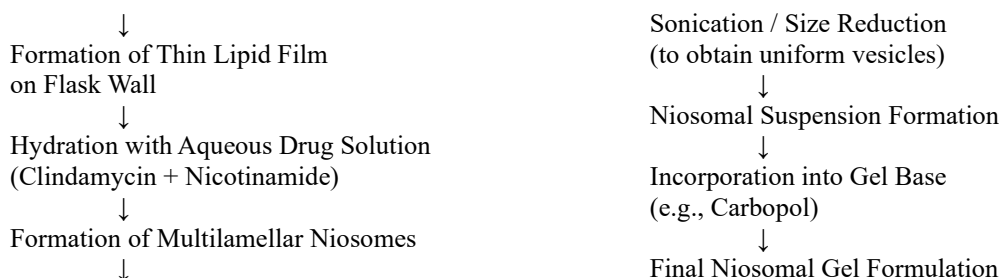 ↓
Formation of Thin Lipid Film
on Flask Wall
↓
Hydration with Aqueous Drug Solution
(Clindamycin + Nicotinamide)
↓
Formation of Multilamellar Niosomes
↓
Sonication / Size Reduction
(to obtain uniform vesicles)
↓
Niosomal Suspension Formation
↓
Incorporation into Gel Base
(e.g., Carbopol)
↓
Final Niosomal Gel Formulation